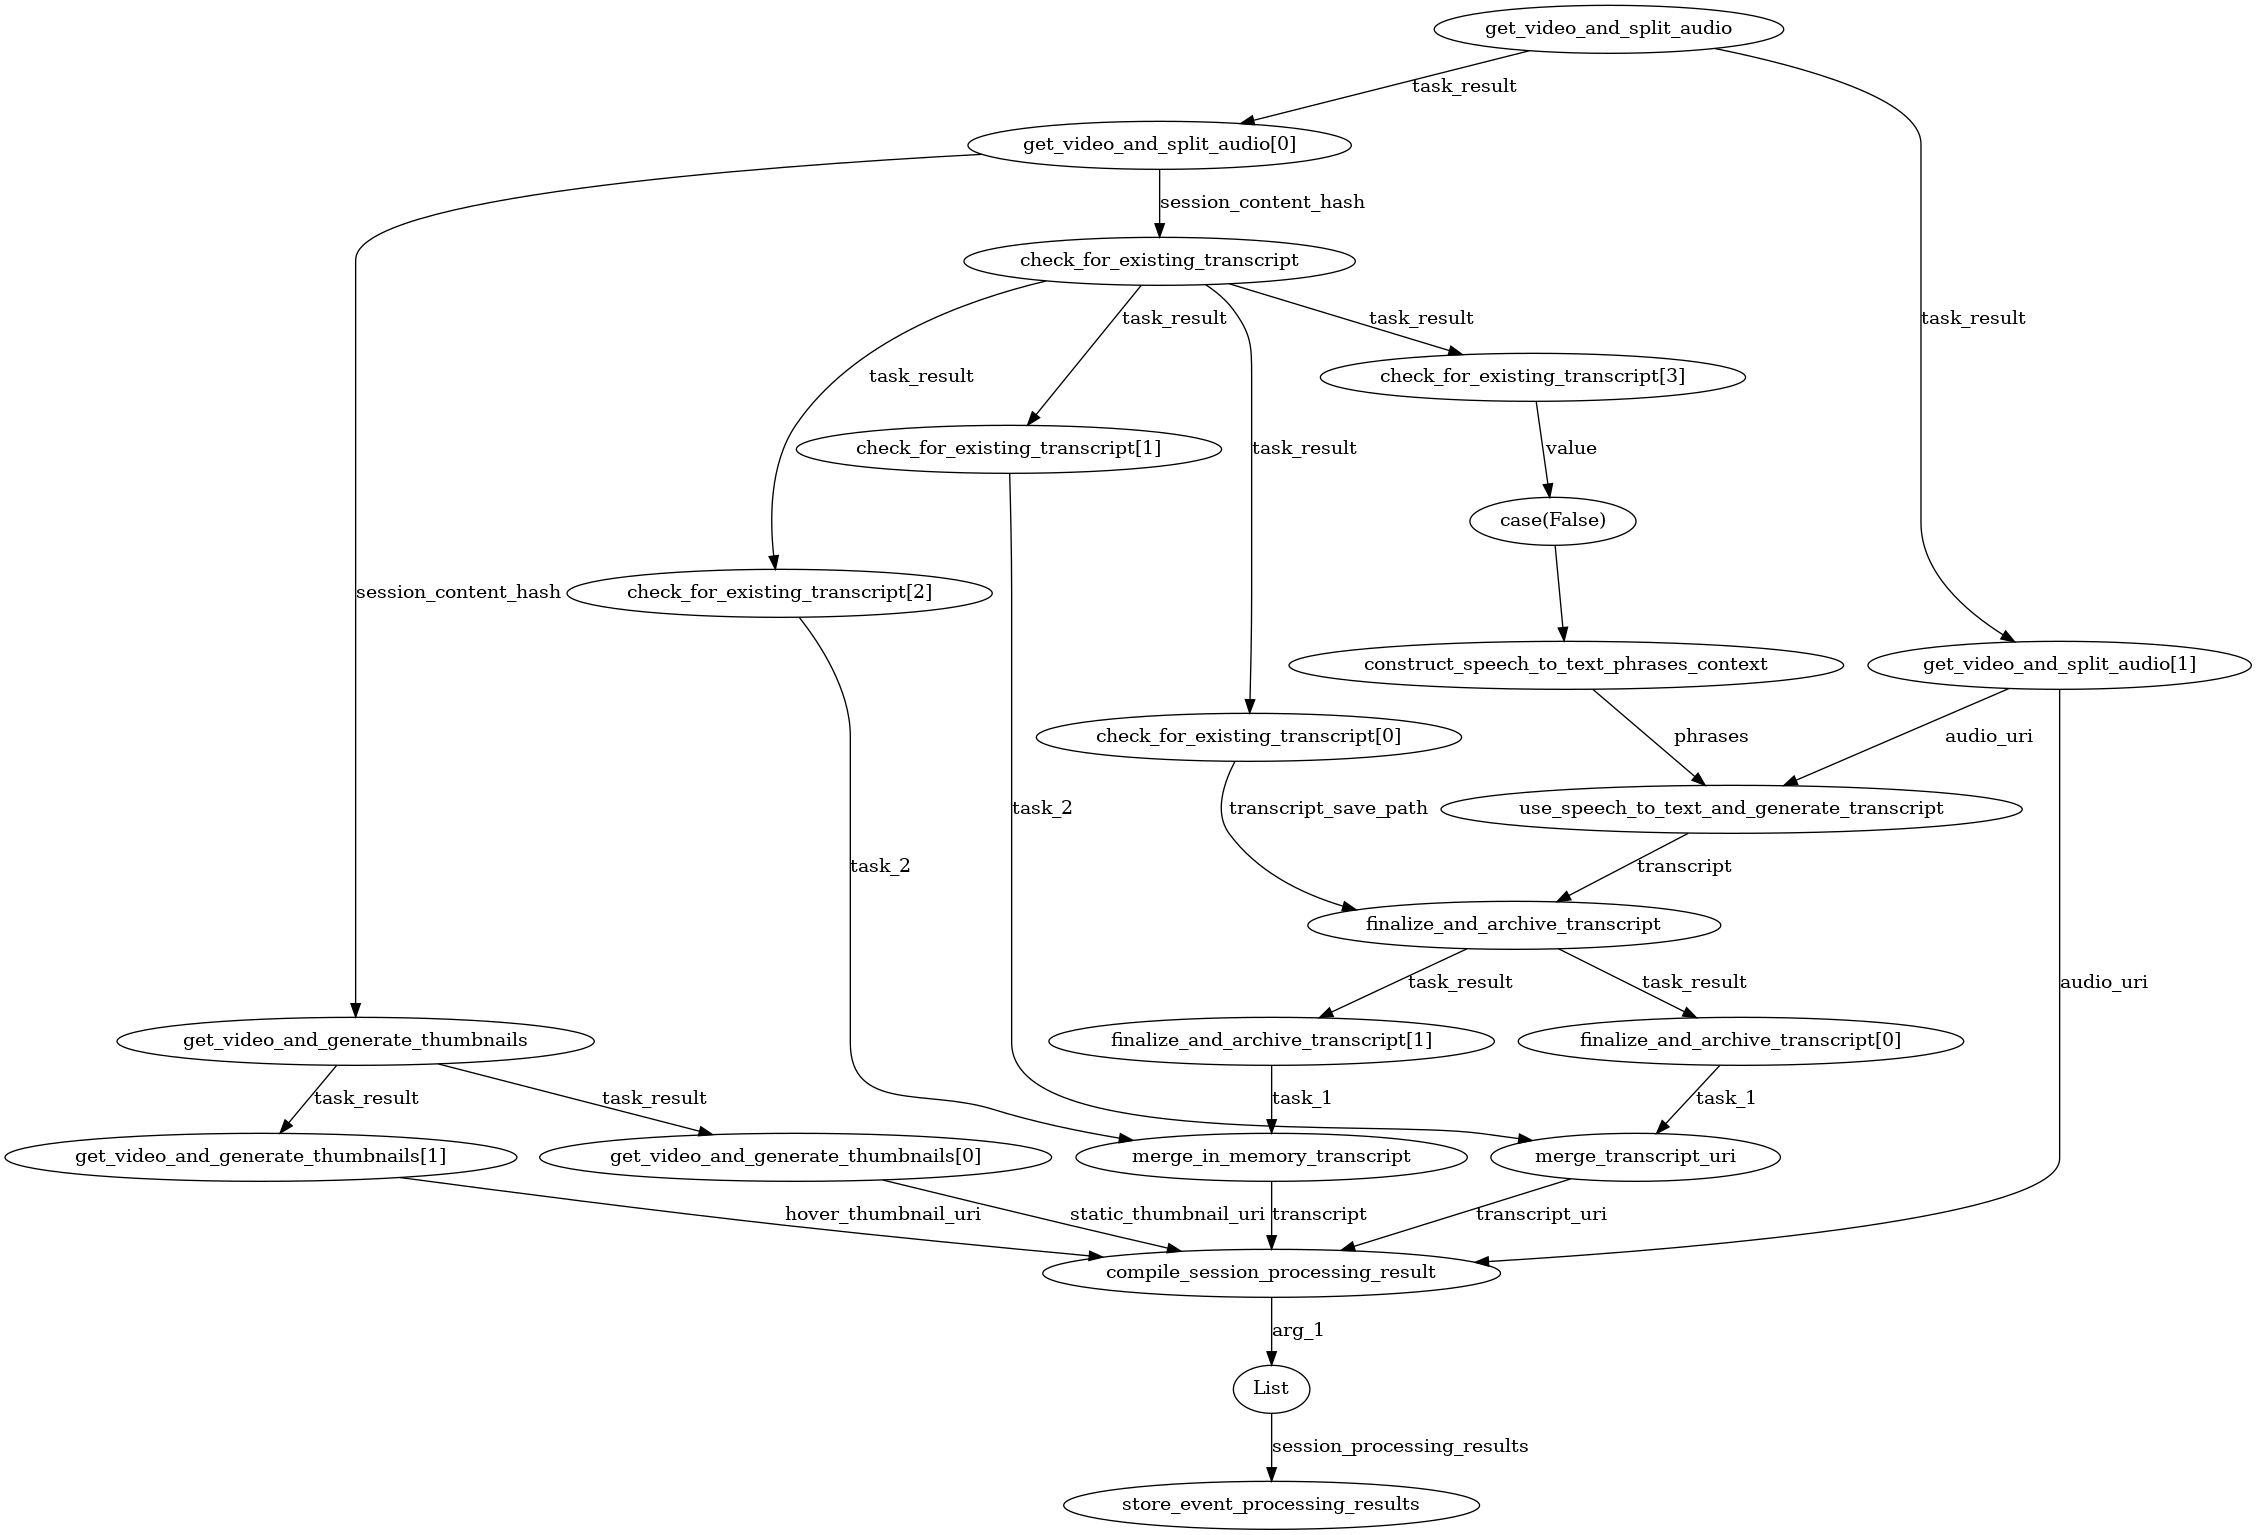 get_video_and_split_audio
task_result
get_video_and_split_audio[0]
session_content_hash
check_for_existing_transcript
task_result
task_result
task_result
task_result
check_for_existing_transcript[3]
task_result
check_for_existing_transcript[1]
value
case(False)
session_content_hash
check_for_existing_transcript[2]
construct_speech_to_text_phrases_context
get_video_and_split_audio[1]
check_for_existing_transcript[0]
phrases
audio_uri
task_2
transcript_save_path
use_speech_to_text_and_generate_transcript
task_2
transcript
finalize_and_archive_transcript
task_result
task_result
audio_uri
get_video_and_generate_thumbnails
finalize_and_archive_transcript[1]
finalize_and_archive_transcript[0]
task_result
task_result
task_1
task_1
get_video_and_generate_thumbnails[1]
get_video_and_generate_thumbnails[0]
merge_in_memory_transcript
merge_transcript_uri
hover_thumbnail_uri
static_thumbnail_uri
transcript
transcript_uri
compile_session_processing_result
arg_1
List
session_processing_results
store_event_processing_results